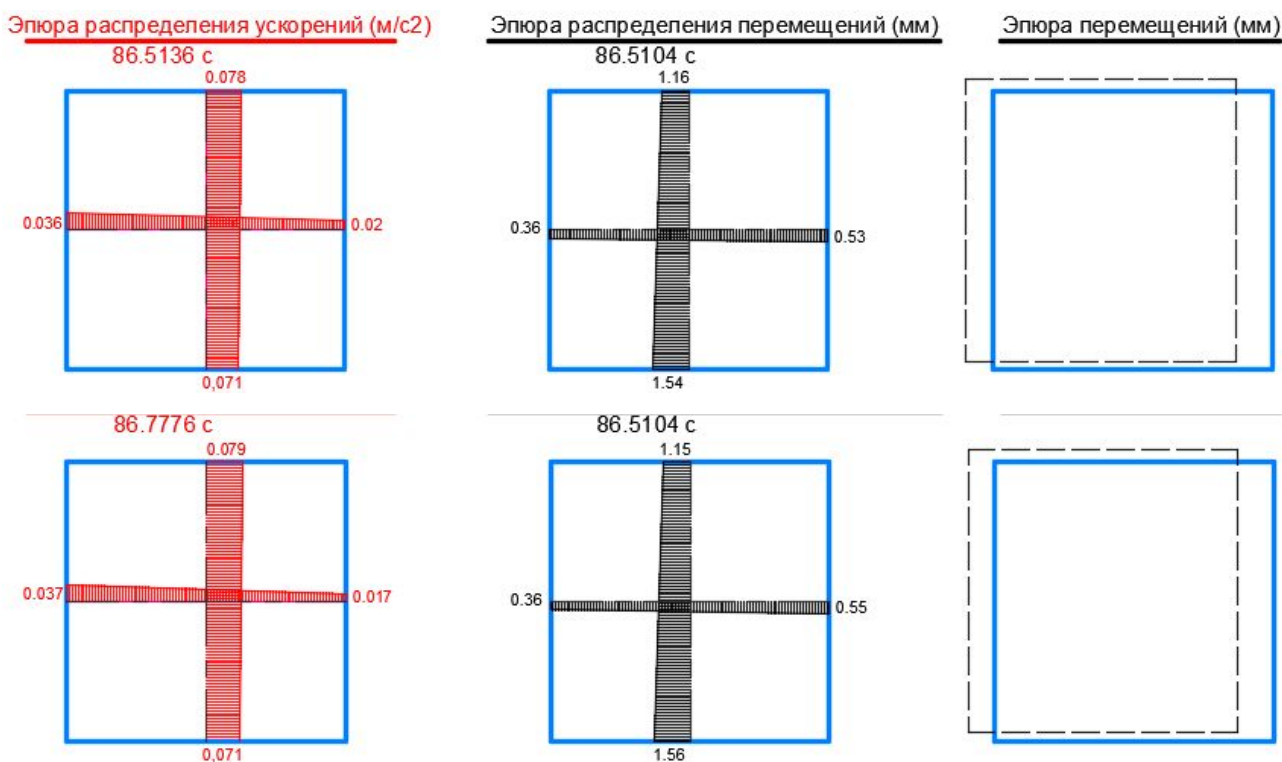 Эпюра распределения ускорений (м/с2) Эпюра распределения перемещений (мм) Эпюра перемещений (мм)
86.5136 с 86.5104 с
0.078 1.16
0.036 0.02 0.36 0.53
0,071 1.54
86.7776 с 86.5104 с
0.079 1.15
0.037 0.017 0.36 0.55
0,071 1.56